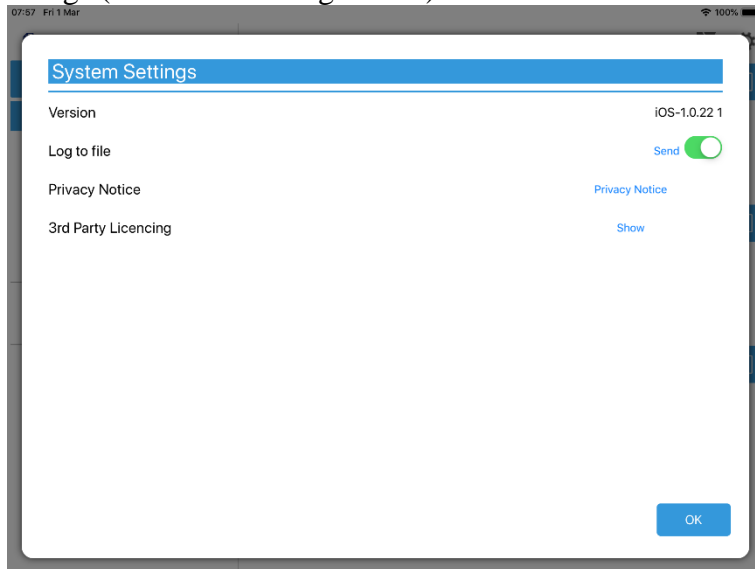 07:57 Fri 1 Mar 100%
System Settings
Version iOS-1.0.22 1
Log to file Send
Privacy Notice Privacy Notice
3rd Party Licencing Show
OK